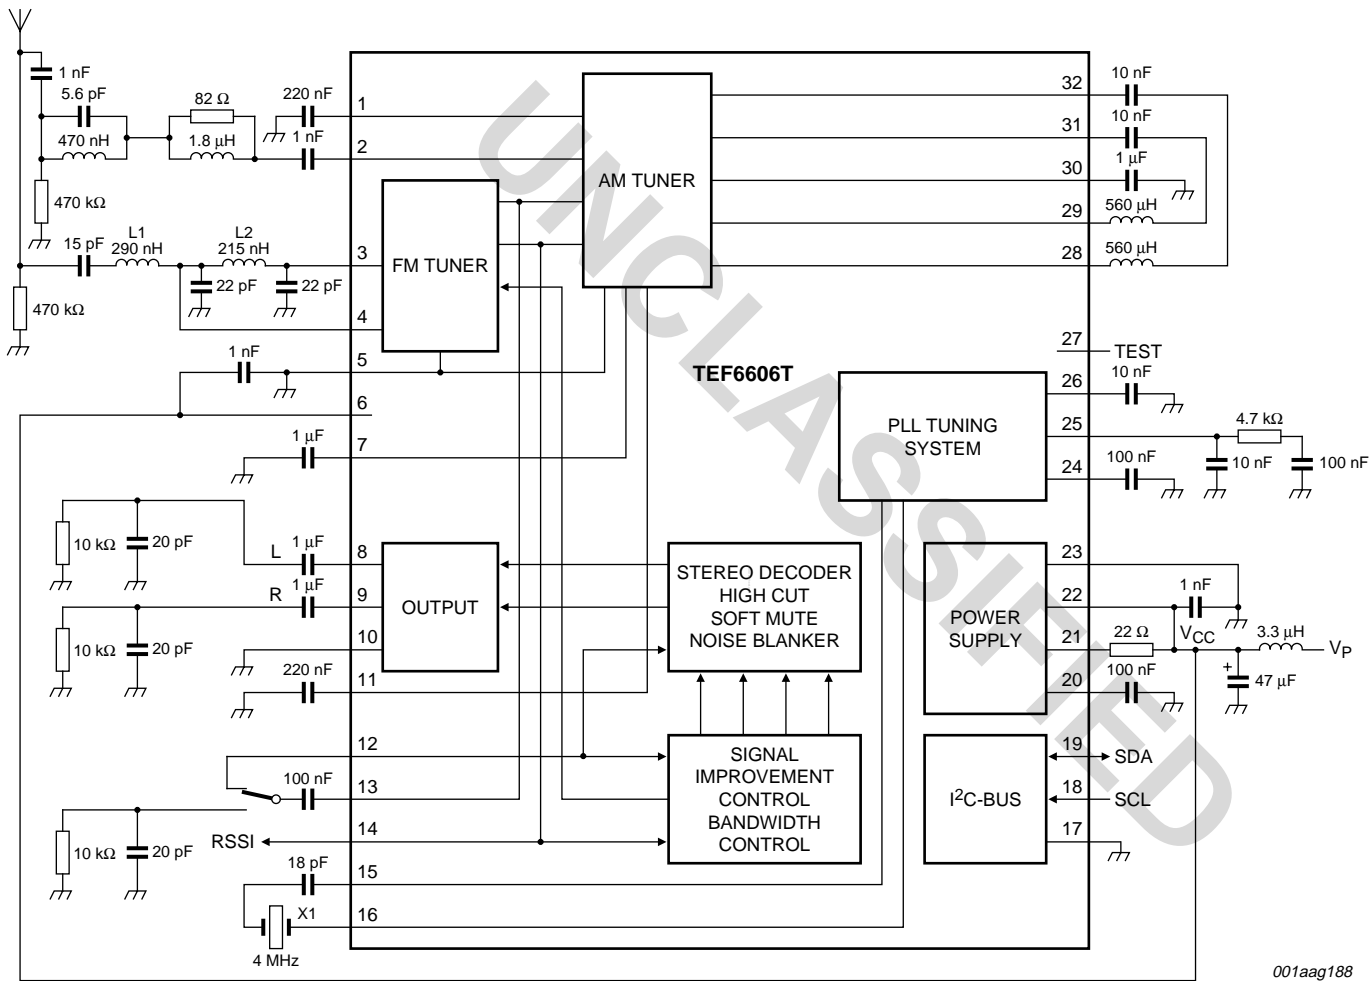 1 nF
5.6 pF
470 nH
82 Ω
1.8 μH
220 nF
1 nF
470 kΩ
15 pF
L1
290 nH
L2
215 nH
22 pF
22 pF
470 kΩ
1 nF
1 μF
10 kΩ
20 pF
L
1 μF
R
1 μF
10 kΩ
20 pF
220 nF
100 nF
10 kΩ
20 pF
RSSI
18 pF
X1
4 MHz
1
2
3
4
5
6
7
8
9
10
11
12
13
14
15
16
AM TUNER
FM TUNER
TEF6606T
PLL TUNING
SYSTEM
OUTPUT
STEREO DECODER
HIGH CUT
SOFT MUTE
NOISE BLANKER
POWER
SUPPLY
SIGNAL
IMPROVEMENT
CONTROL
BANDWIDTH
CONTROL
I2C-BUS
32
31
30
29
28
27
26
25
24
23
22
21
20
19
18
17
10 nF
10 nF
1 μF
560 μH
560 μH
TEST
10 nF
4.7 kΩ
100 nF
10 nF
100 nF
1 nF
22 Ω
VCC
3.3 μH
VP
100 nF
+
47 μF
SDA
SCL
UNCLASSIFIED
001aag188